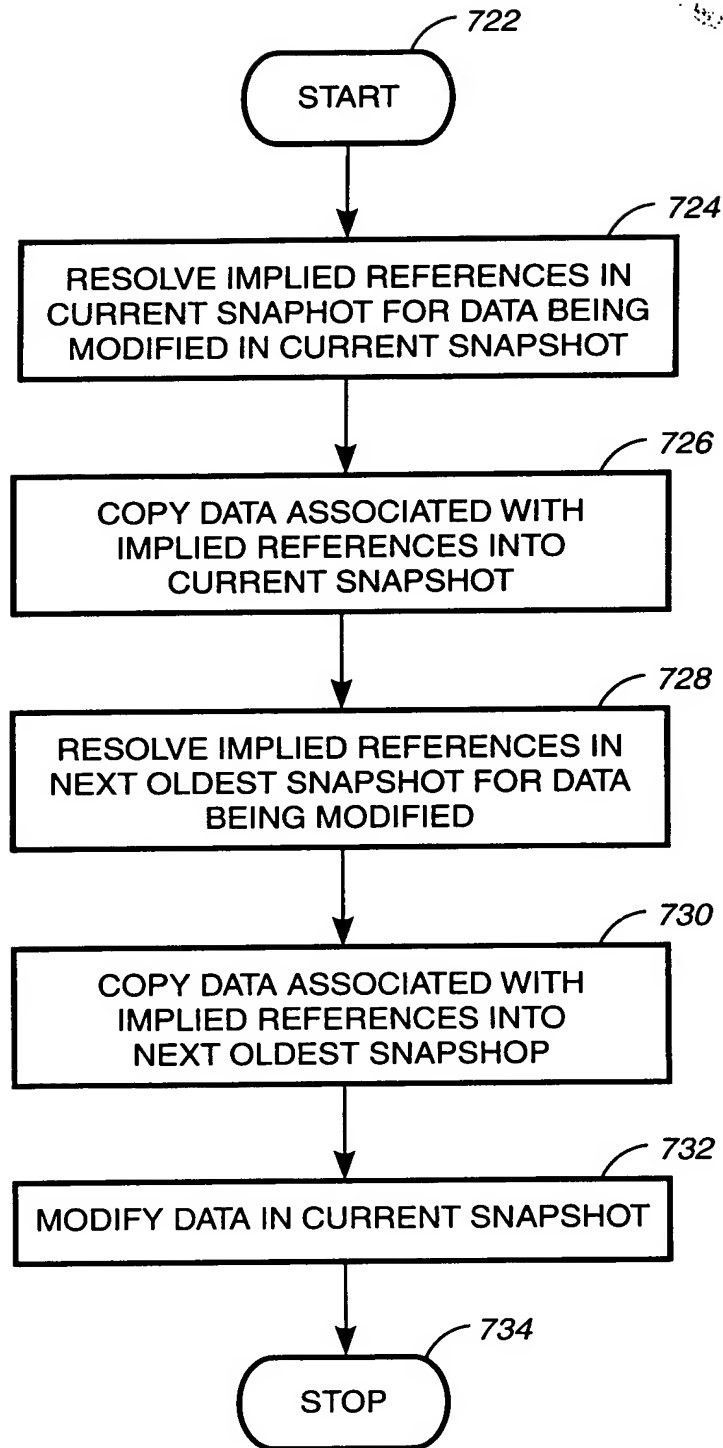 722
START
724
RESOLVE IMPLIED REFERENCES IN
CURRENT SNAPHOT FOR DATA BEING
MODIFIED IN CURRENT SNAPSHOT
726
COPY DATA ASSOCIATED WITH
IMPLIED REFERENCES INTO
CURRENT SNAPSHOT
728
RESOLVE IMPLIED REFERENCES IN
NEXT OLDEST SNAPSHOT FOR DATA
BEING MODIFIED
730
COPY DATA ASSOCIATED WITH
IMPLIED REFERENCES INTO
NEXT OLDEST SNAPSHOP
732
MODIFY DATA IN CURRENT SNAPSHOT
734
STOP